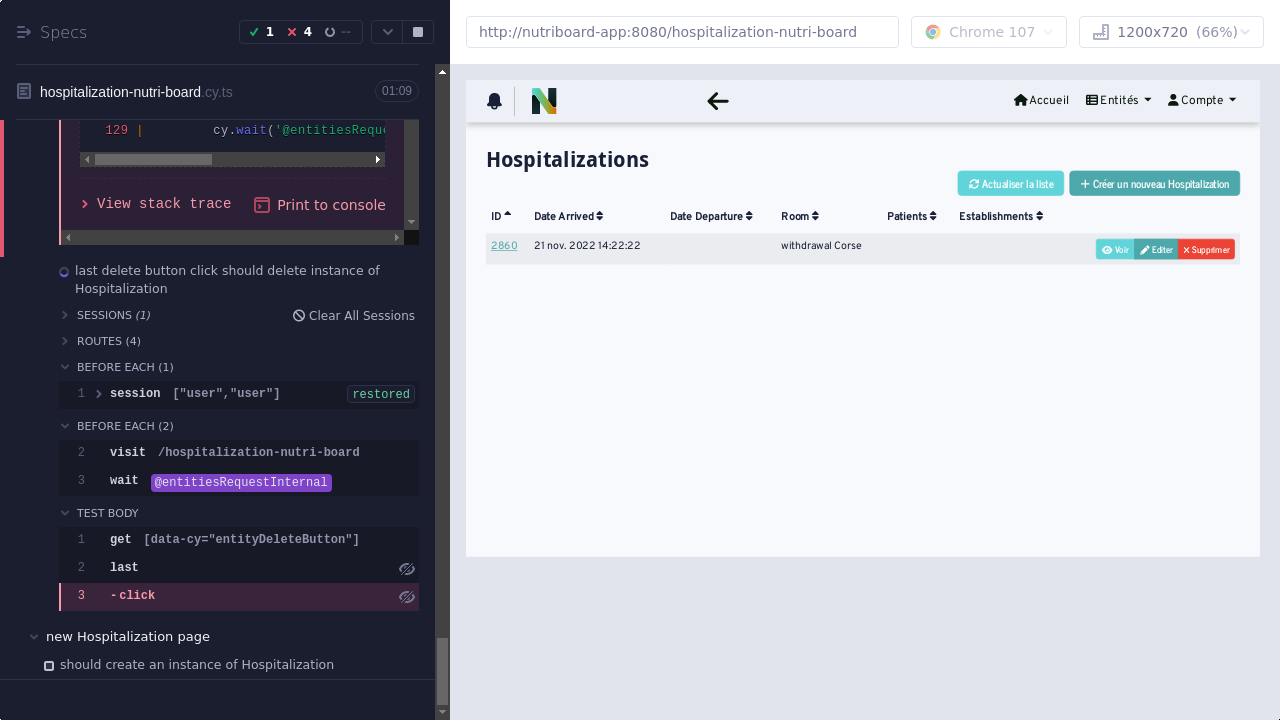 Specs
1
4
--
hospitalization-nutri-board.cy.ts
01:09
129 |         cy.wait('@entitiesReque
View stack trace
Print to console
last delete button click should delete instance of
Hospitalization
SESSIONS (1)
Clear All Sessions
ROUTES (4)
BEFORE EACH (1)
1 session ["user","user"]
restored
BEFORE EACH (2)
2 visit /hospitalization-nutri-board
3 wait @entitiesRequestInternal
TEST BODY
1 get [data-cy="entityDeleteButton"]
2 last
3 -click
new Hospitalization page
should create an instance of Hospitalization
http://nutriboard-app:8080/hospitalization-nutri-board
Chrome 107
1200x720 (66%)
N
Accueil
Entités
Compte
Hospitalizations
Actualiser la liste
Créer un nouveau Hospitalization
ID Date Arrived Date Departure Room Patients Establishments
2860 21 nov. 2022 14:22:22 withdrawal Corse
Voir
Editer
Supprimer